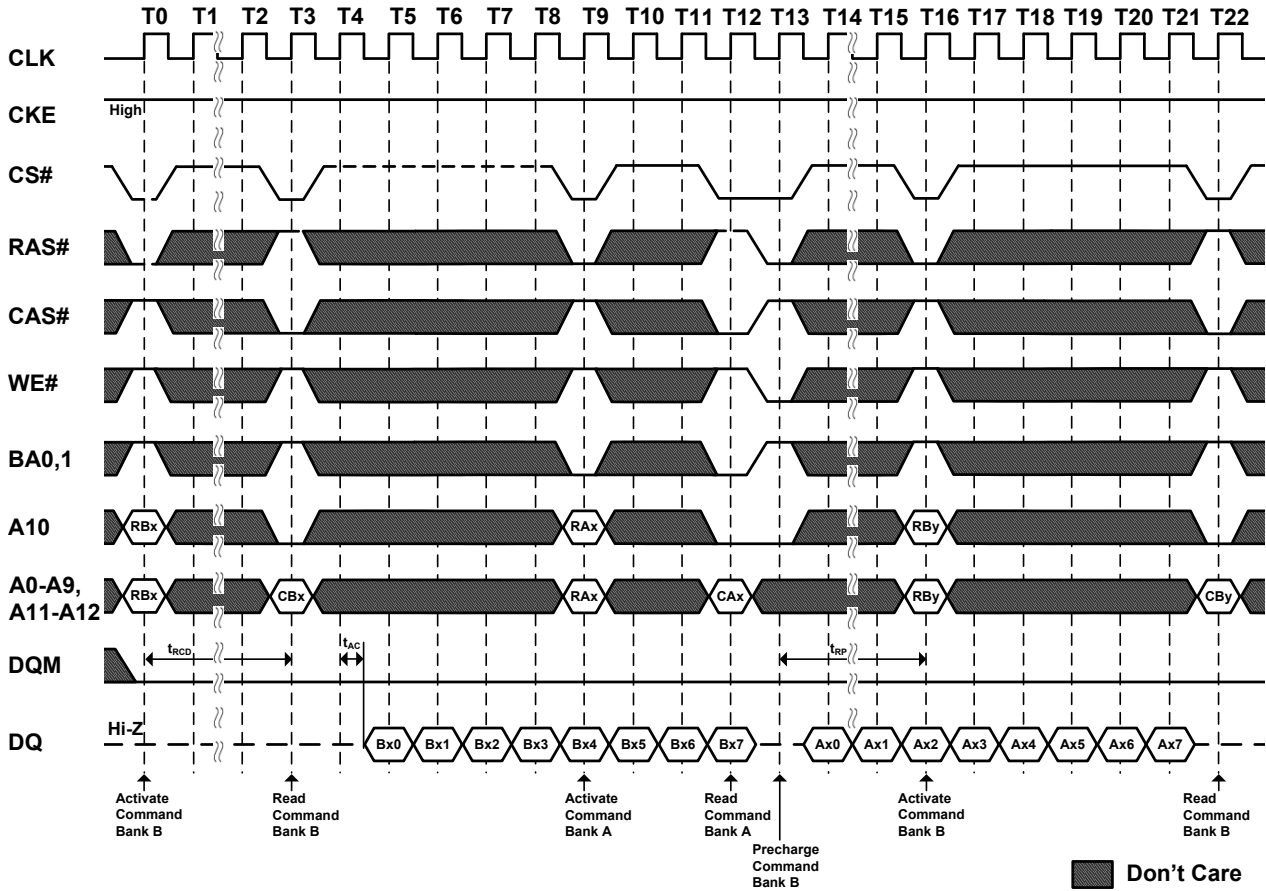 T0 T1 T2 T3 T4 T5 T6 T7 T8 T9 T10 T11 T12 T13 T14 T15 T16 T17 T18 T19 T20 T21 T22
CLK
CKE
High
CS#
RAS#
CAS#
WE#
BA0,1
A10
RBx RAx RBy
A0-A9,
A11-A12
RBx CBx RAx CAx RBy CBy
DQM
tRCD tAC tRP
DQ
Hi-Z
Bx0 Bx1 Bx2 Bx3 Bx4 Bx5 Bx6 Bx7 Ax0 Ax1 Ax2 Ax3 Ax4 Ax5 Ax6 Ax7
Activate
Command
Bank B
Read
Command
Bank B
Activate
Command
Bank A
Read
Command
Bank A
Precharge
Command
Bank B
Activate
Command
Bank B
Read
Command
Bank B
Don't Care